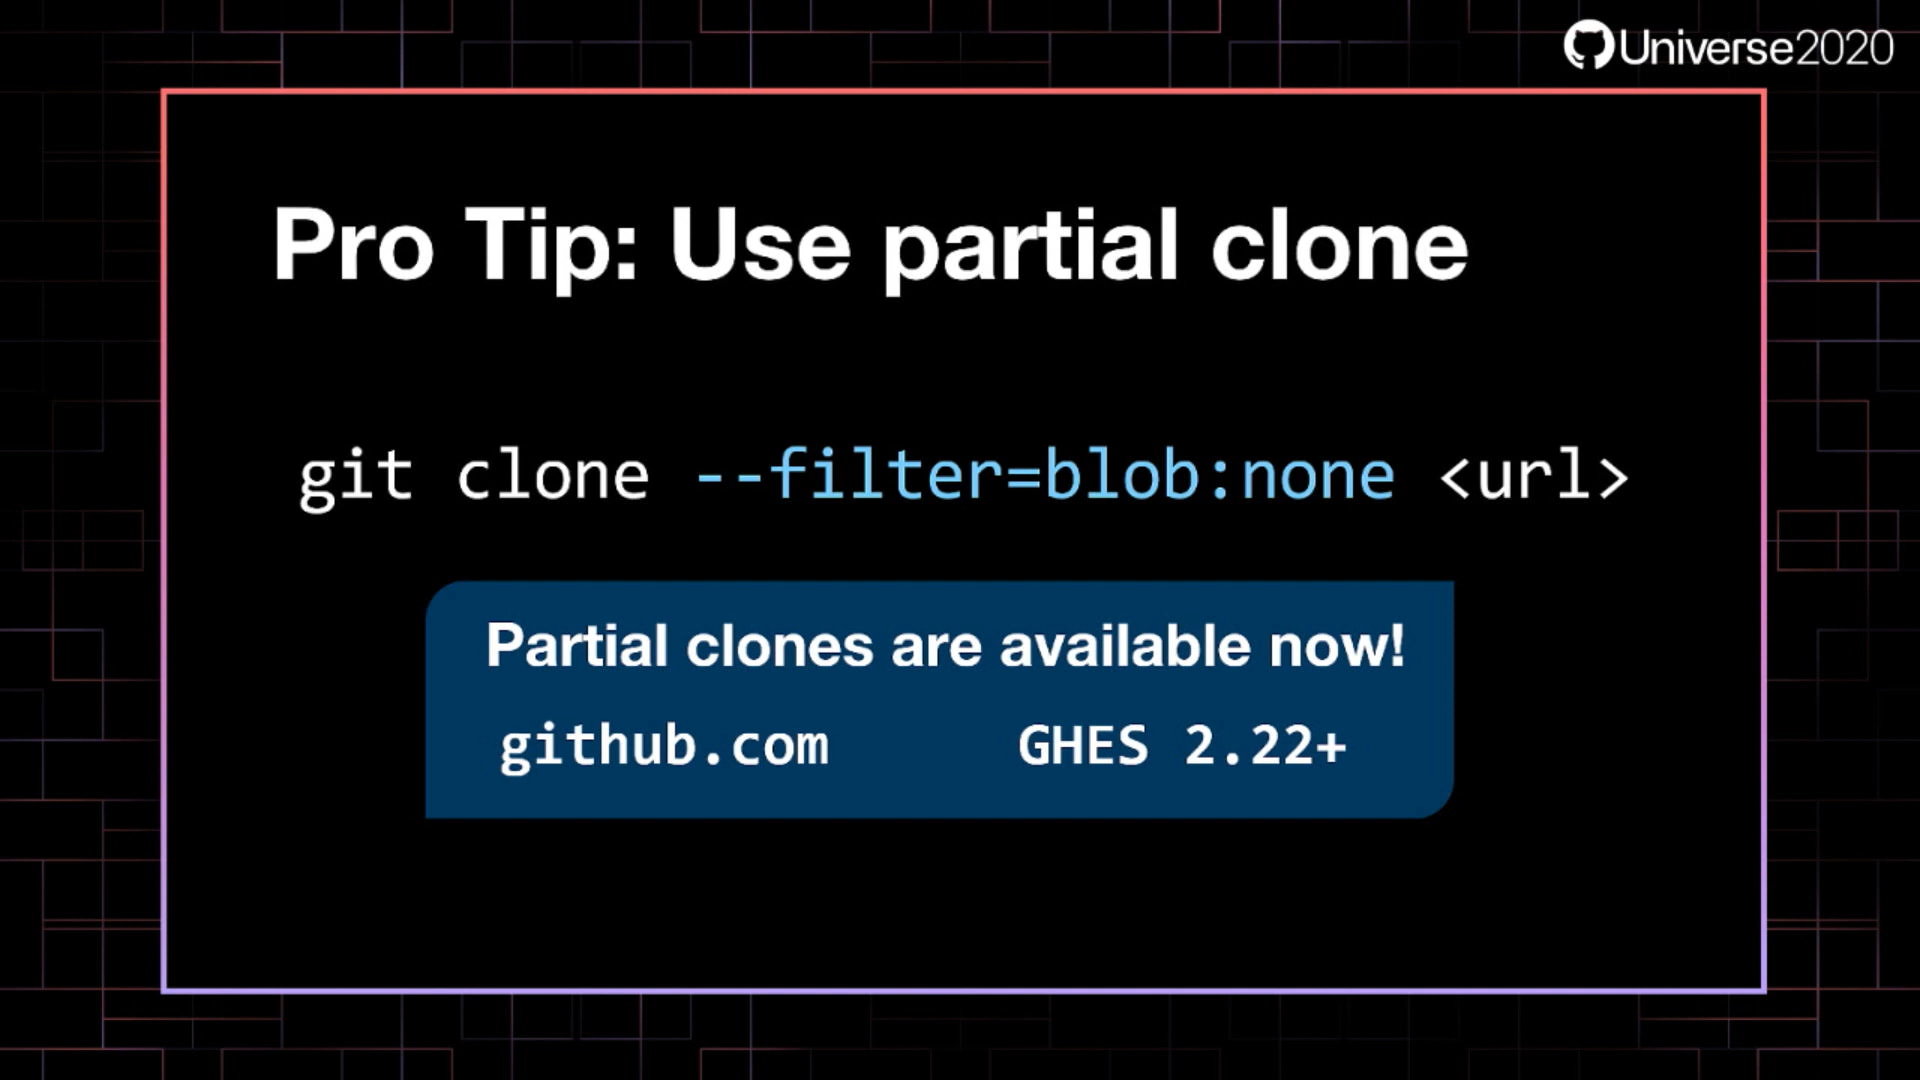 Universe2020
Pro Tip: Use partial clone
git clone --filter=blob:none <url>
Partial clones are available now!
github.com GHES 2.22+